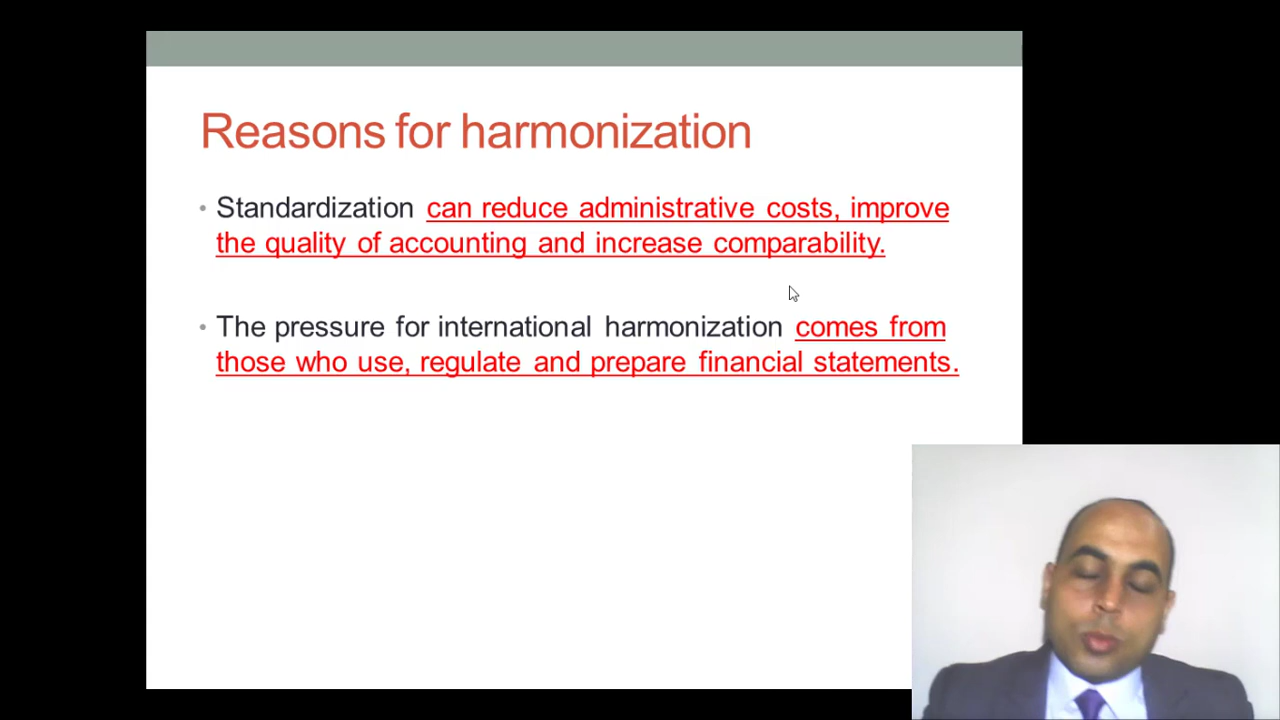 Reasons for harmonization
• Standardization can reduce administrative costs, improve
the quality of accounting and increase comparability.
• The pressure for international harmonization comes from
those who use, regulate and prepare financial statements.